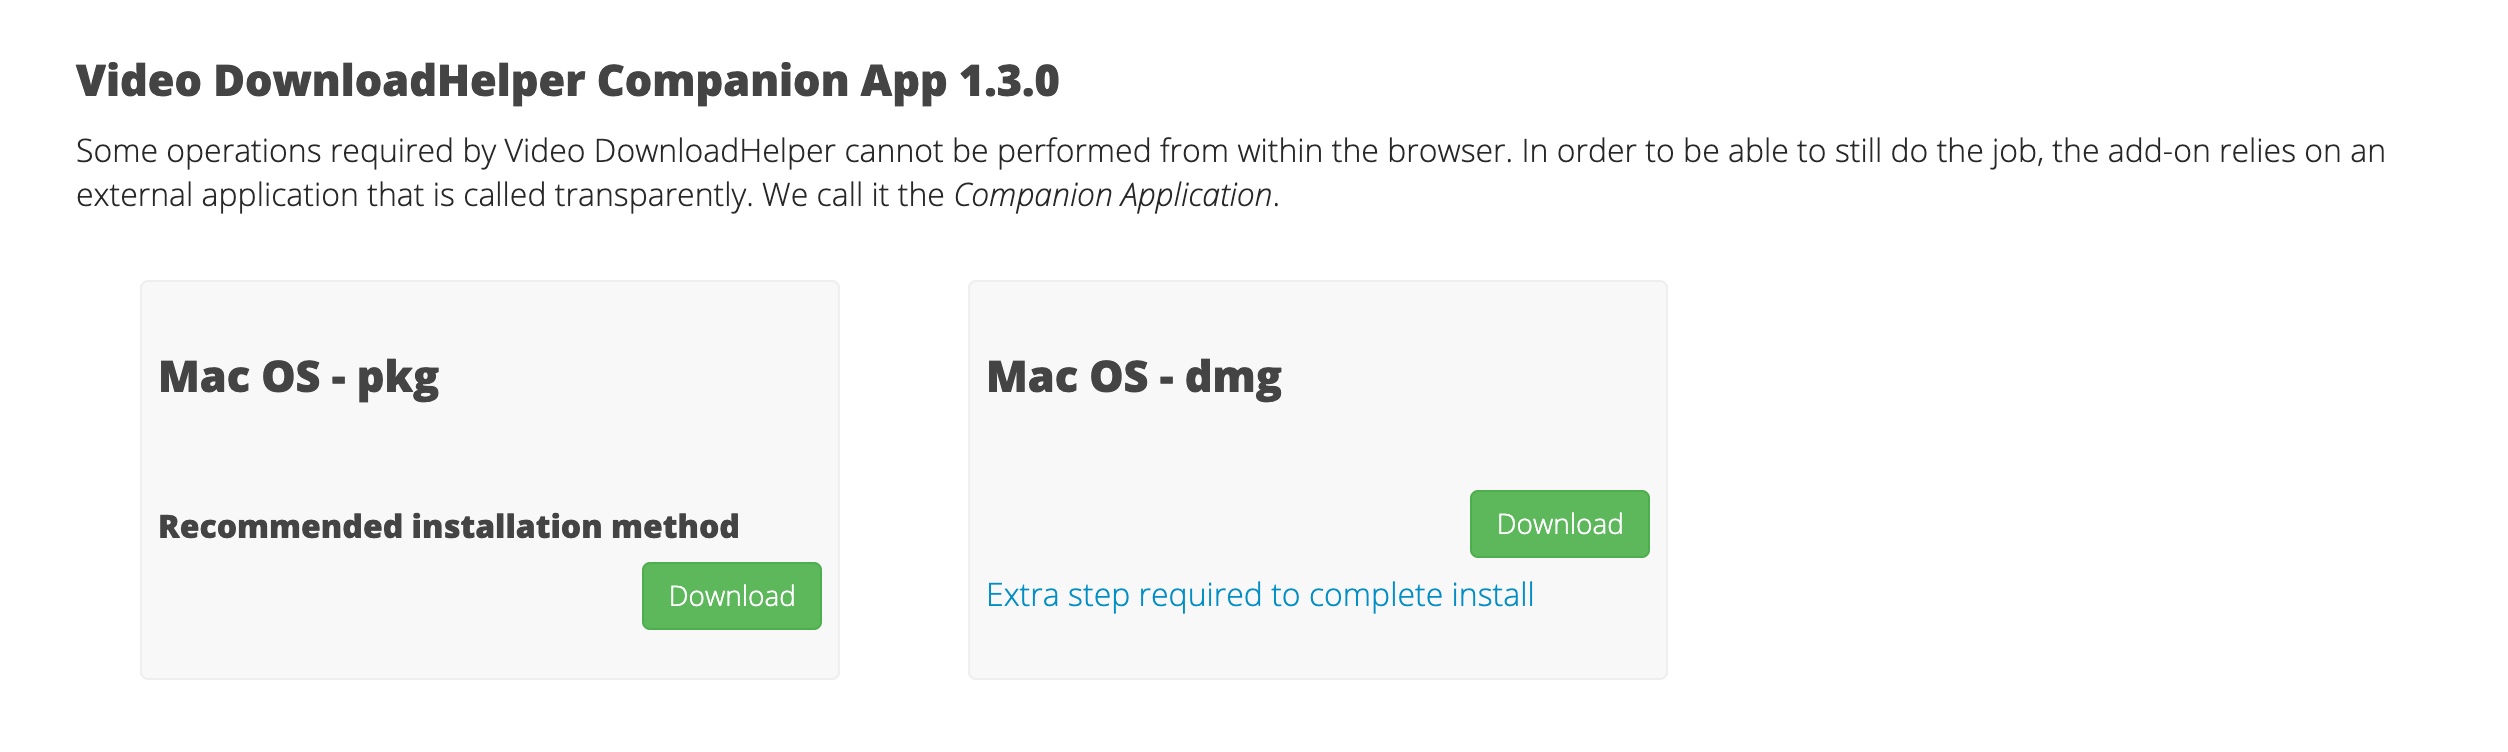 Video DownloadHelper Companion App 1.3.0
Some operations required by Video DownloadHelper cannot be performed from within the browser. In order to be able to still do the job, the add-on relies on an
external application that is called transparently. We call it the Companion Application.
Mac OS - pkg
Recommended installation method
Download
Mac OS - dmg
Download
Extra step required to complete install